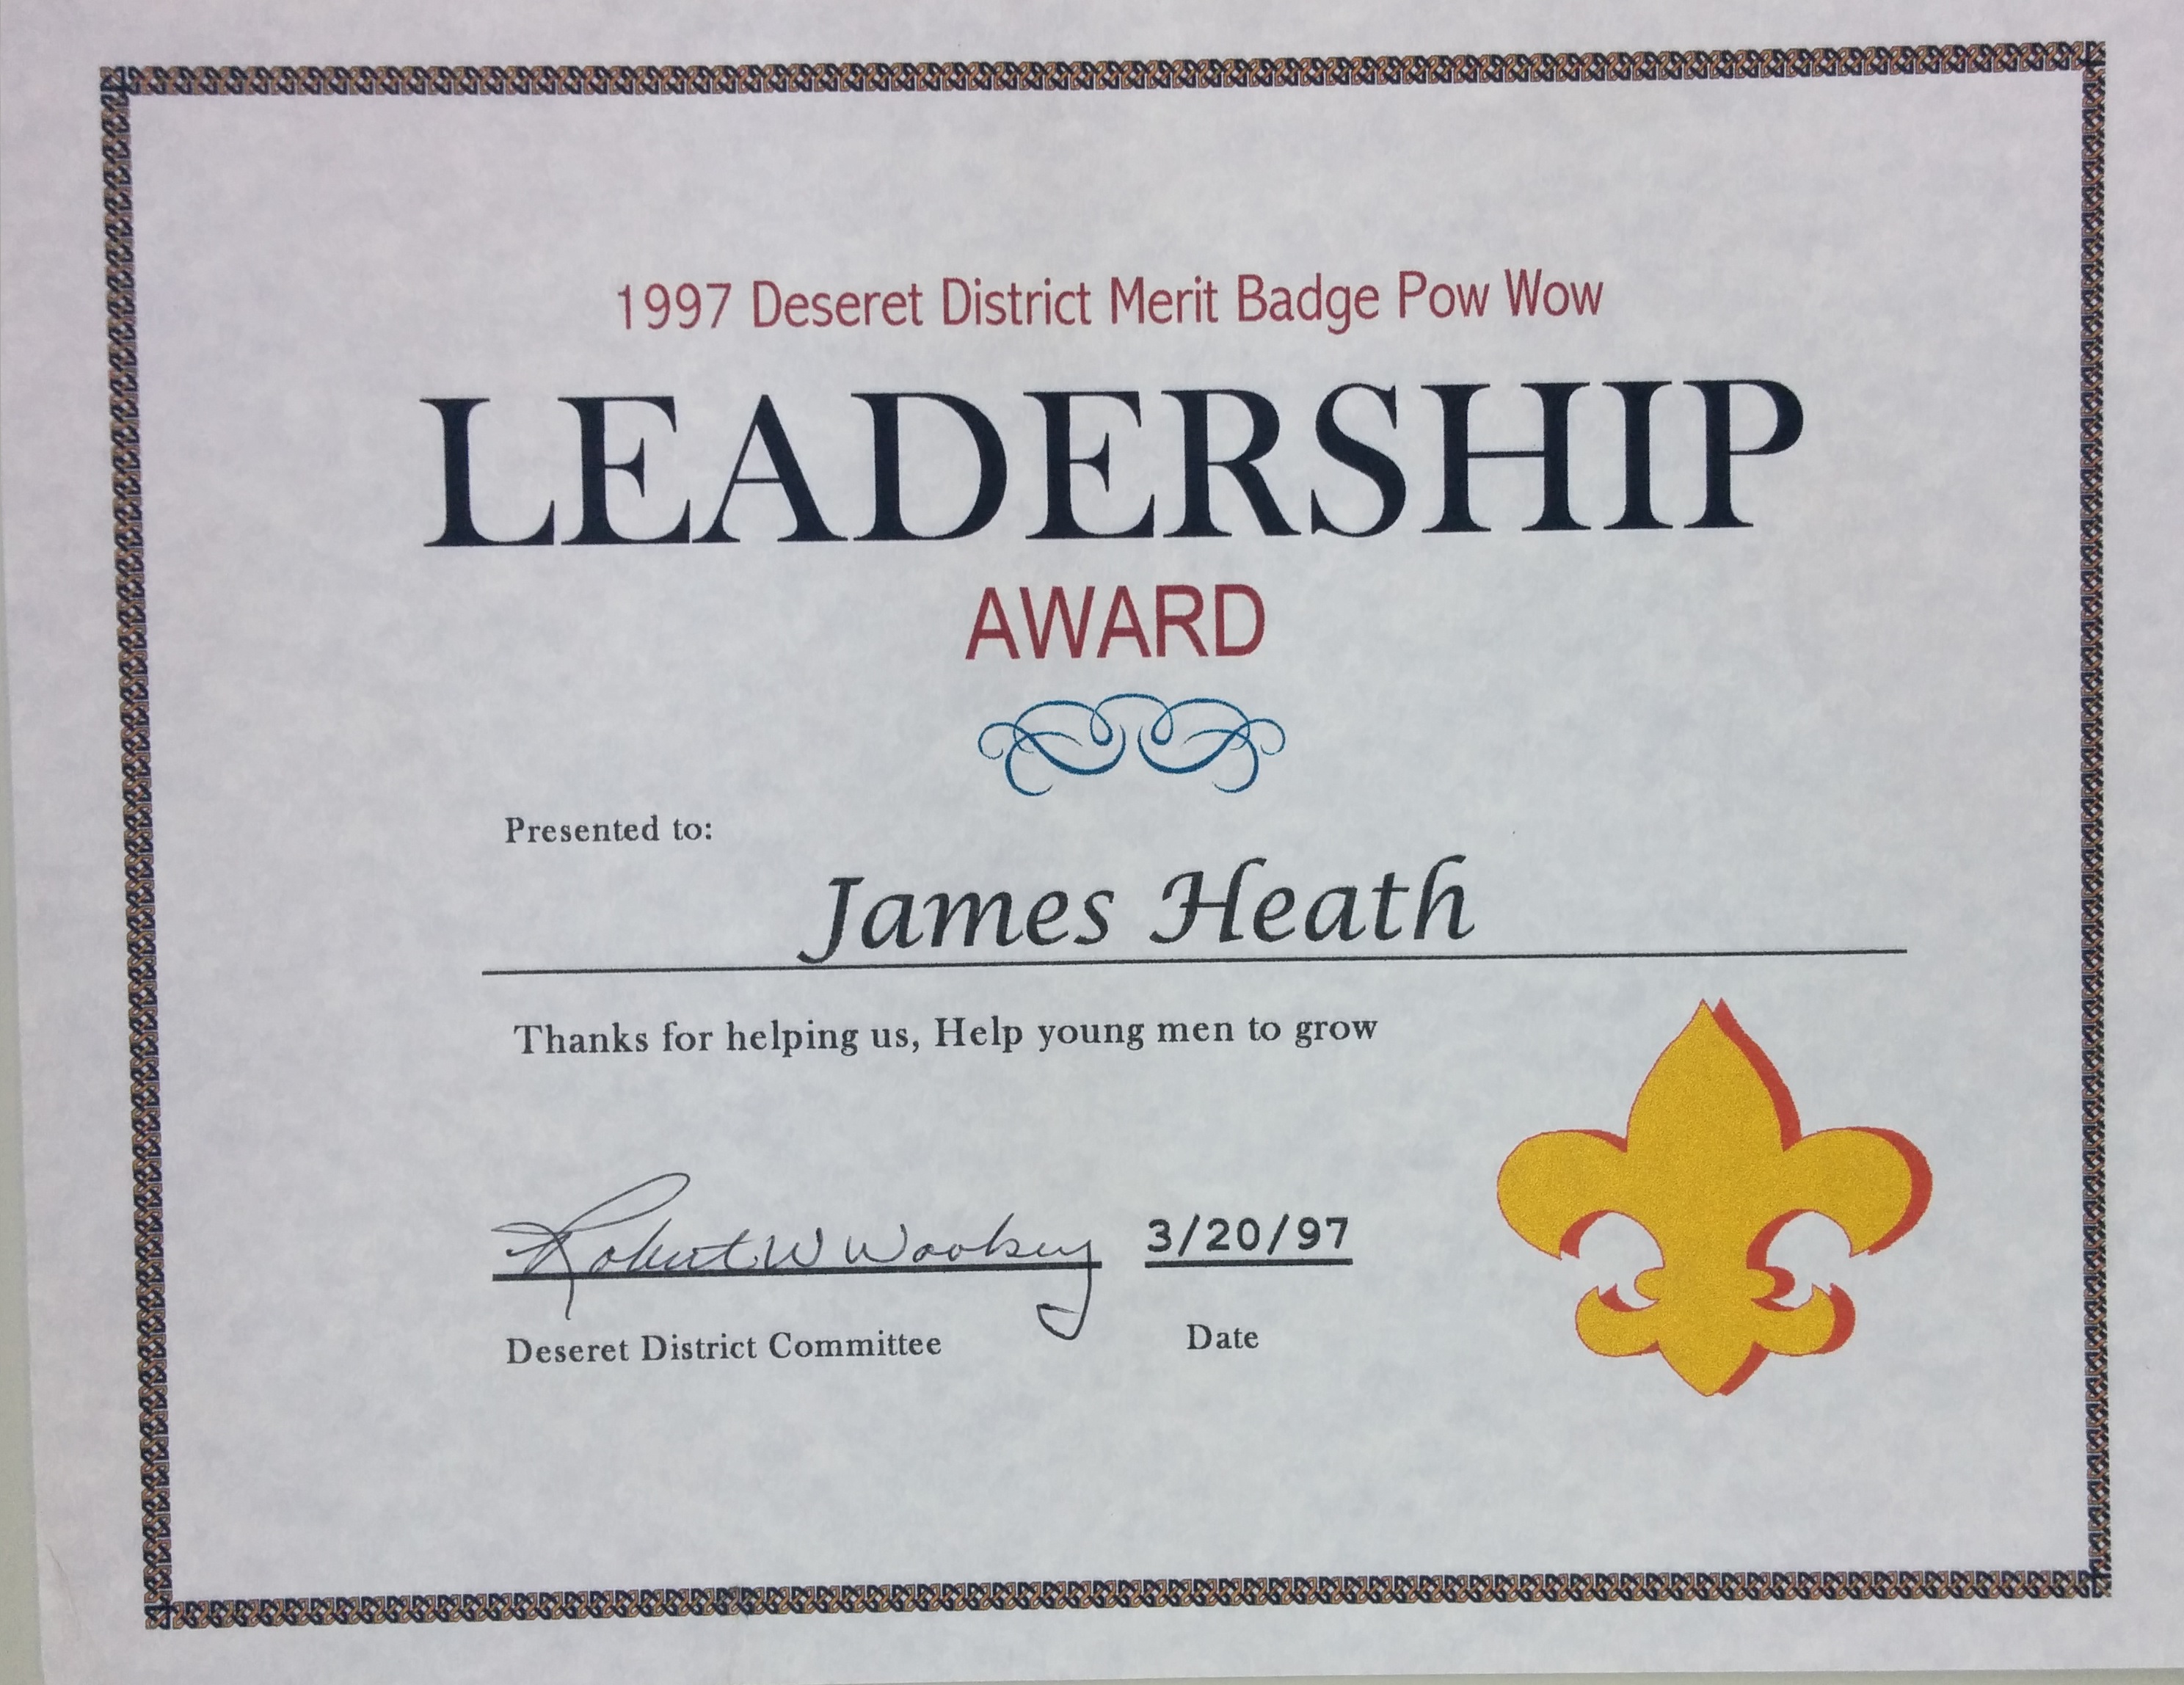 1997 Deseret District Merit Badge Pow Wow
LEADERSHIP
AWARD
Presented to:
James Heath
Thanks for helping us, Help young men to grow
Robert W Woolsey 3/20/97
Deseret District Committee Date